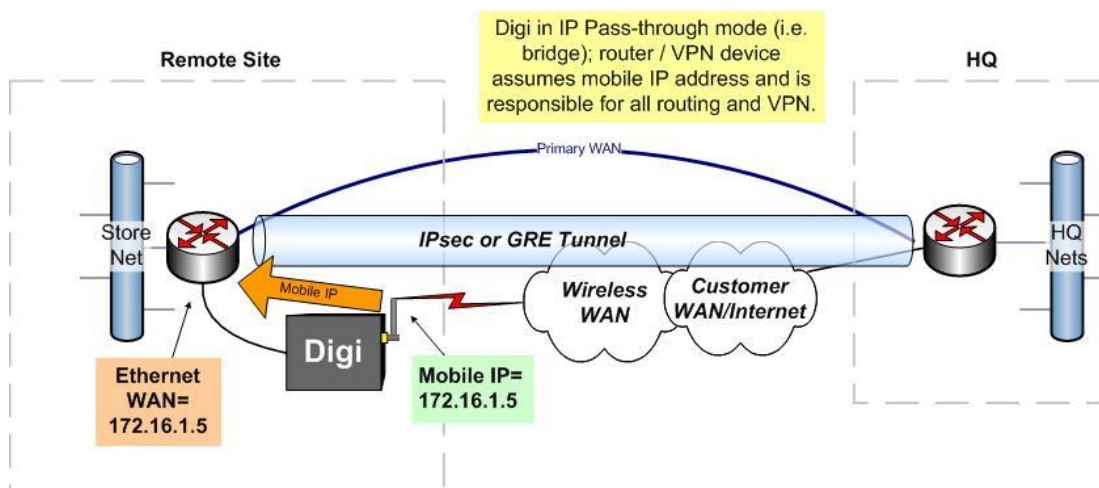 Digi in IP Pass-through mode (i.e.
bridge); router / VPN device
assumes mobile IP address and is
responsible for all routing and VPN.
Remote Site
HQ
Primary WAN
Store
Net
IPsec or GRE Tunnel
HQ
Nets
Mobile IP
Wireless
WAN
Customer
WAN/Internet
Digi
Ethernet
WAN=
172.16.1.5
Mobile IP=
172.16.1.5